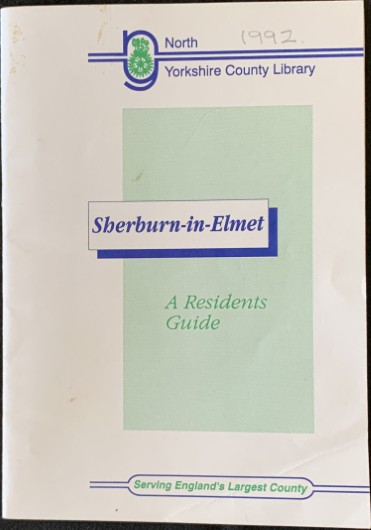 North 1992.
Yorkshire County Library
Sherburn-in-Elmet
A Residents
Guide
Serving England's Largest County